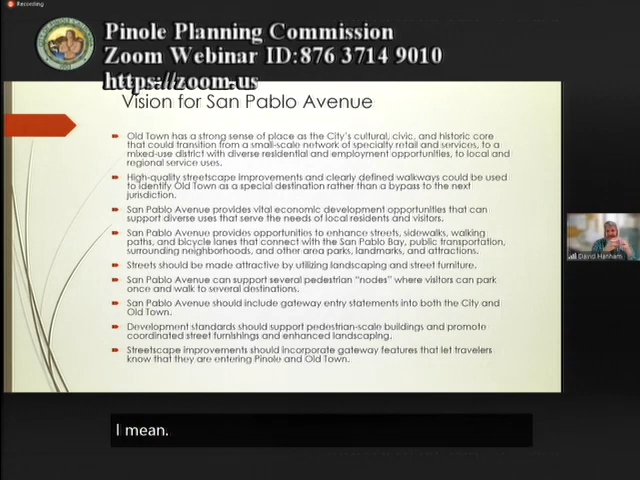 Recording
Pinole Planning Commission
Zoom Webinar ID:876 3714 9010
https://zoom.us
Vision for San Pablo Avenue
Old Town has a strong sense of place as the City's cultural, civic, and historic core
that could transition from a small-scale network of specialty retail and services, to a
mixed-use district with diverse residential and employment opportunities, to local and
regional service uses.
High-quality streetscape improvements and clearly defined walkways could be used
to identify Old Town as a special destination rather than a bypass to the next
jurisdiction.
San Pablo Avenue provides vital economic development opportunities that can
support diverse uses that serve the needs of local residents and visitors.
San Pablo Avenue provides opportunities to enhance streets, sidewalks, walking
paths, and bicycle lanes that connect with the San Pablo Bay, public transportation,
surrounding neighborhoods, and other area parks, landmarks, and attractions.
Streets should be made attractive by utilizing landscaping and street furniture.
San Pablo Avenue can support several pedestrian “nodes” where visitors can park
once and walk to several destinations.
San Pablo Avenue should include gateway entry statements into both the City and
Old Town.
Development standards should support pedestrian-scale buildings and promote
coordinated street furnishings and enhanced landscaping.
Streetscape improvements should incorporate gateway features that let travelers
know that they are entering Pinole and Old Town.
David Hanham
I mean.